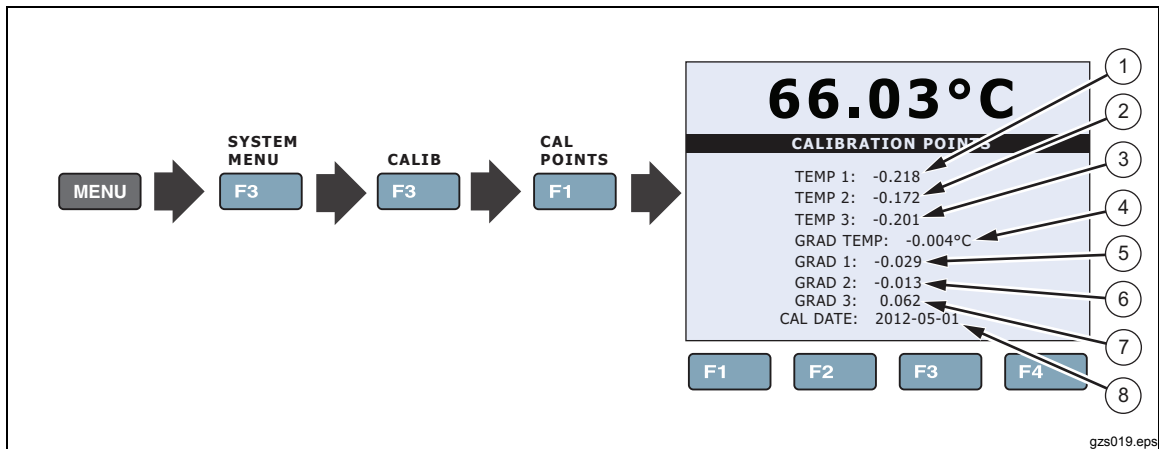 MENU
SYSTEM
MENU
F3
CALIB
F3
CAL
POINTS
F1
66.03°C
CALIBRATION POINTS
TEMP 1: -0.218
TEMP 2: -0.172
TEMP 3: -0.201
GRAD TEMP: -0.004°C
GRAD 1: -0.029
GRAD 2: -0.013
GRAD 3: 0.062
CAL DATE: 2012-05-01
F1 F2 F3 F4
1
2
3
4
5
6
7
8
gzs019.eps